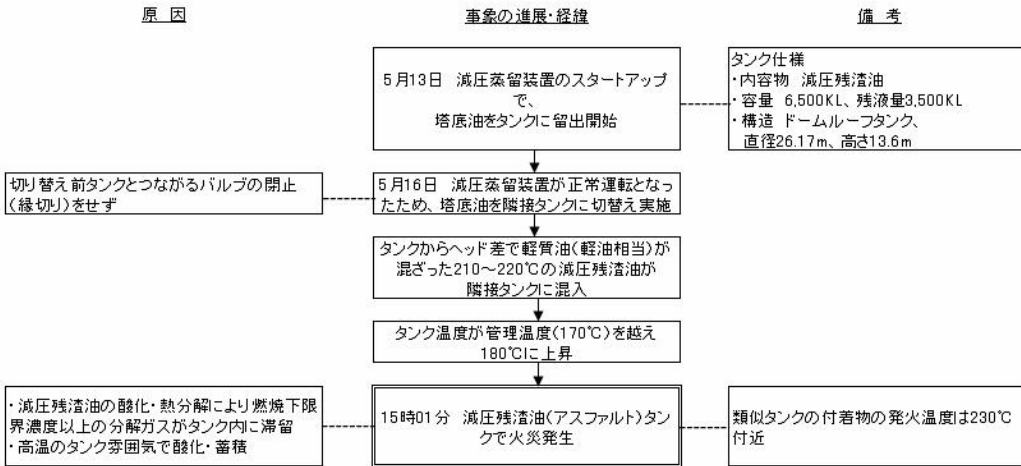 原 因
事象の進展・経緯
備 考
5月13日 減圧蒸留装置のスタートアップ
で、
塔底油をタンクに留出開始
タンク仕様
・内容物 減圧残渣油
・容量 6,500KL、残液量3,500KL
・構造 ドームルーフタンク、
直径26.17m、高さ13.6m
切り替え前タンクとつながるバルブの閉止
(縁切り)をせず
5月16日 減圧蒸留装置が正常運転となっ
たため、塔底油を隣接タンクに切替え実施
タンクからヘッド差で軽質油(軽油相当)が
混ざった210～220℃の減圧残渣油が
隣接タンクに混入
タンク温度が管理温度(170℃)を越え
180℃に上昇
・減圧残渣油の酸化・熱分解により燃焼下限
界濃度以上の分解ガスがタンク内に滞留
・高温のタンク雰囲気で酸化・蓄積
15時01分 減圧残渣油(アスファルト)タン
クで火災発生
類似タンクの付着物の発火温度は230℃
付近